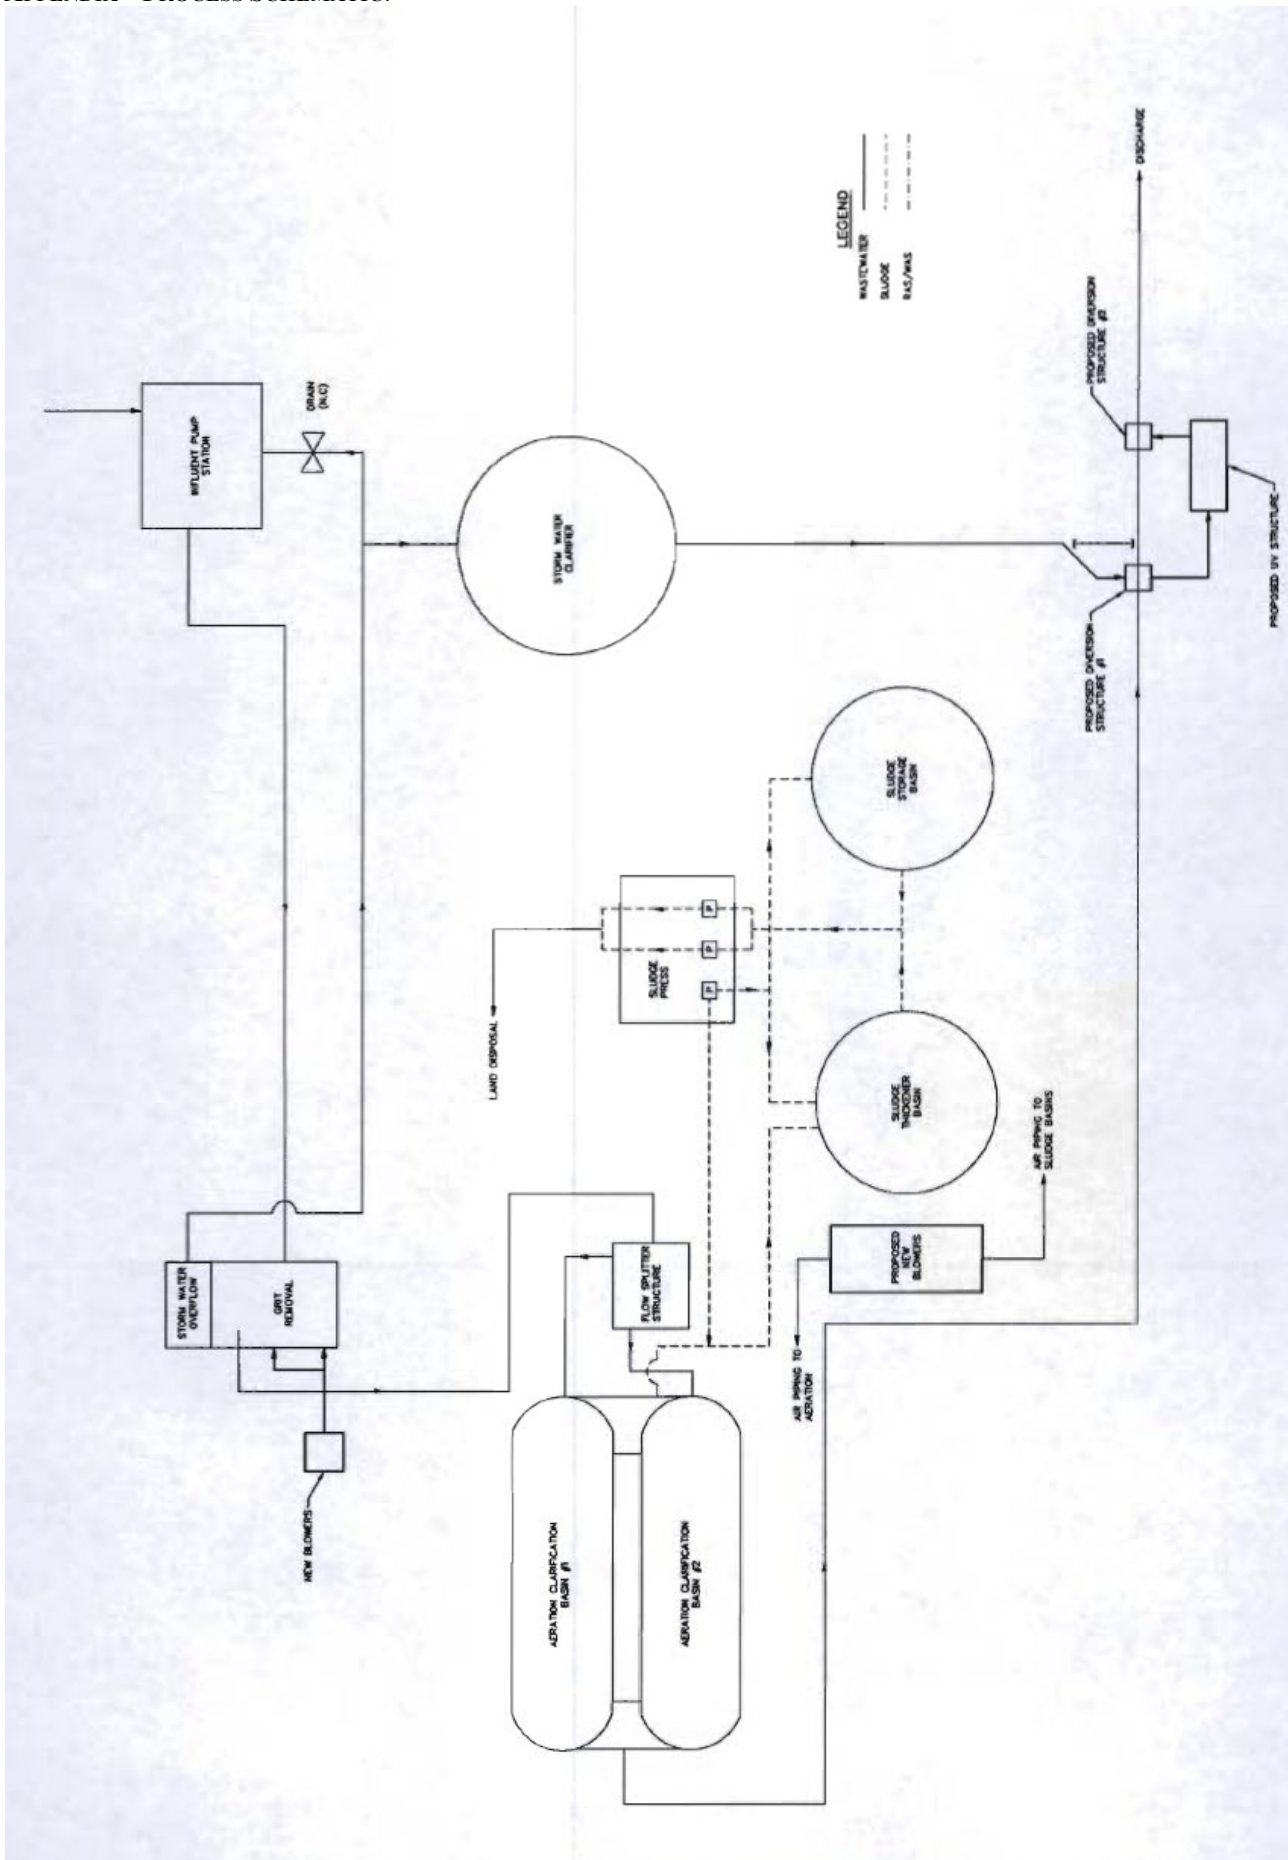 APPENDIX – PROCESS SCHEMATIC.
INFLUENT PUMP
STATION
DRAIN
(N.C)
STORM WATER
OVERFLOW
GRIT
REMOVAL
NEW BLOWERS
STORM WATER
CLARIFIER
LEGEND
WASTEWATER
SLUDGE
RAS/WAS
LAND DISPOSAL
SLUDGE
PRESS
P
P
P
FLOW SPLITTER
STRUCTURE
AERATION CLARIFICATION
BASIN #1
AERATION CLARIFICATION
BASIN #2
SLUDGE
STORAGE
BASIN
SLUDGE
THICKENER
BASIN
PROPOSED
NEW
BLOWERS
AIR PIPING TO
AERATION
AIR PIPING TO
SLUDGE BASINS
PROPOSED DIVERSION
STRUCTURE #1
PROPOSED DIVERSION
STRUCTURE #2
PROPOSED UV STRUCTURE
DISCHARGE